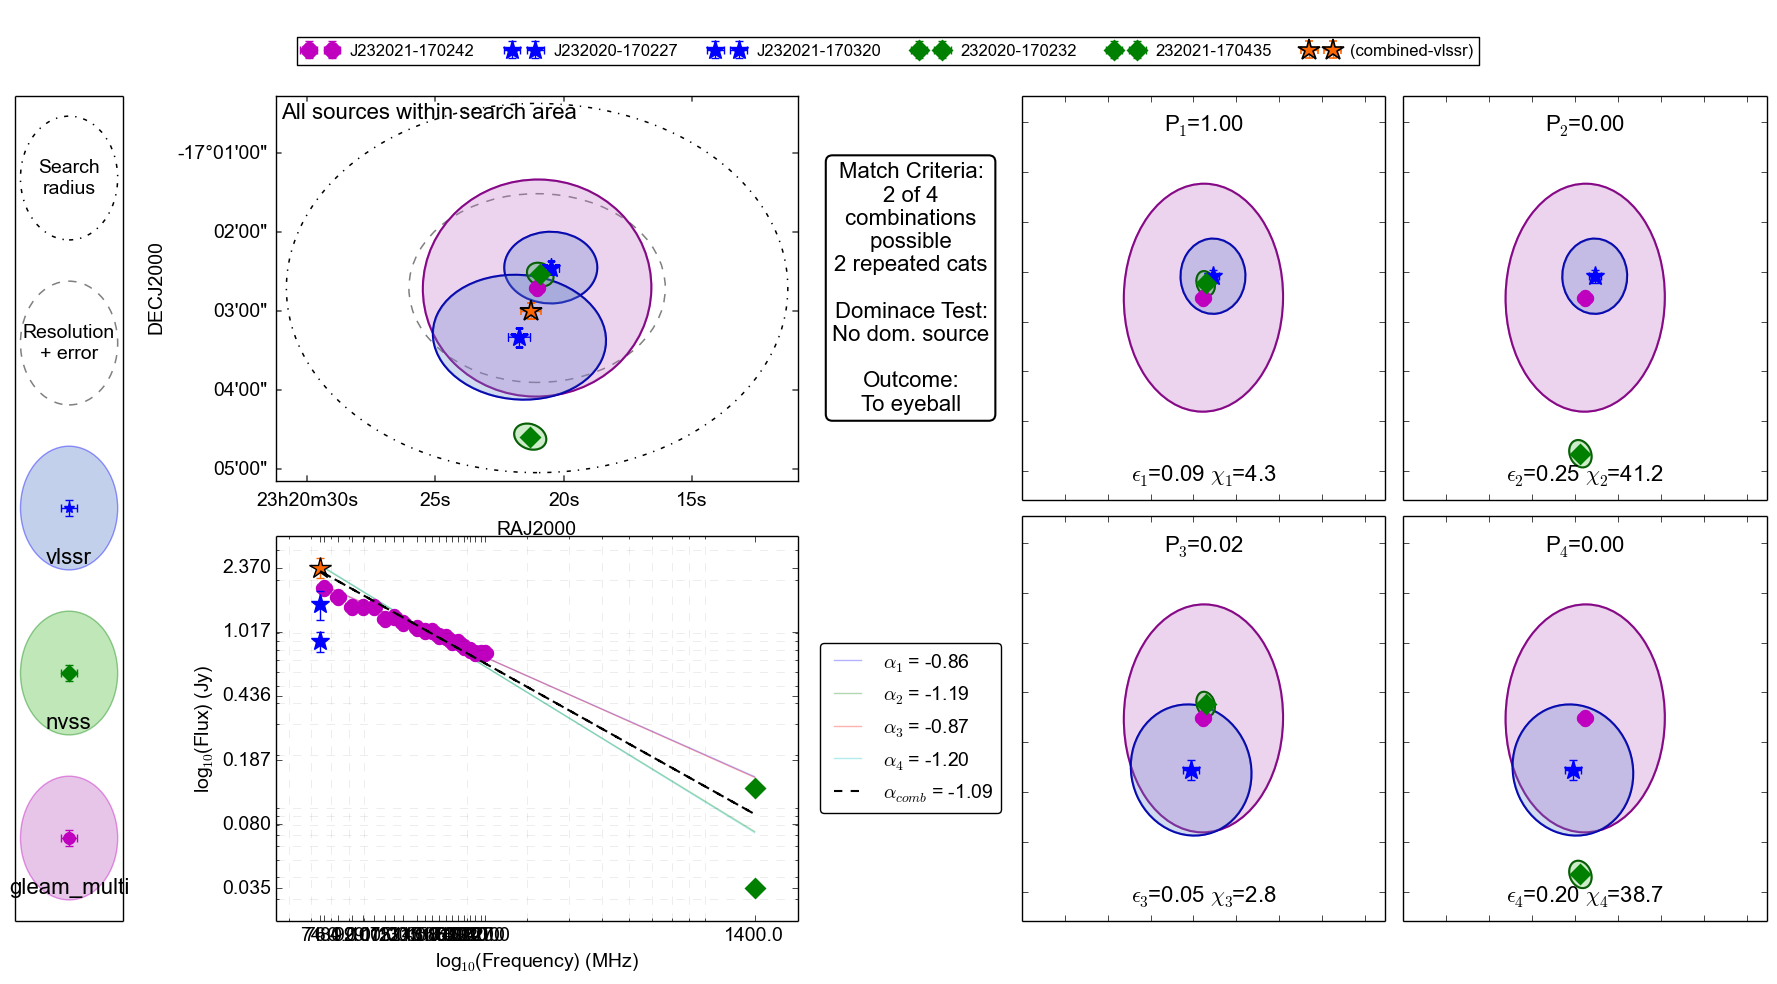 J232021-170242 J232020-170227 J232021-170320 232020-170232 232021-170435 (combined-vlssr)
Search
radius
Resolution
+ error
vlssr
nvss
gleam_multi
All sources within search area
DECJ2000
-17°01'00"
02'00"
03'00"
04'00"
05'00"
23h20m30s 25s 20s 15s
RAJ2000
Match Criteria:
2 of 4
combinations
possible
2 repeated cats
Dominace Test:
No dom. source
Outcome:
To eyeball
log₁₀(Flux) (Jy)
2.370
1.017
0.436
0.187
0.080
0.035
1400.0
log₁₀(Frequency) (MHz)
α₁ = -0.86
α₂ = -1.19
α₃ = -0.87
α₄ = -1.20
α_comb = -1.09
P₁=1.00
ϵ₁=0.09 χ₁=4.3
P₂=0.00
ϵ₂=0.25 χ₂=41.2
P₃=0.02
ϵ₃=0.05 χ₃=2.8
P₄=0.00
ϵ₄=0.20 χ₄=38.7